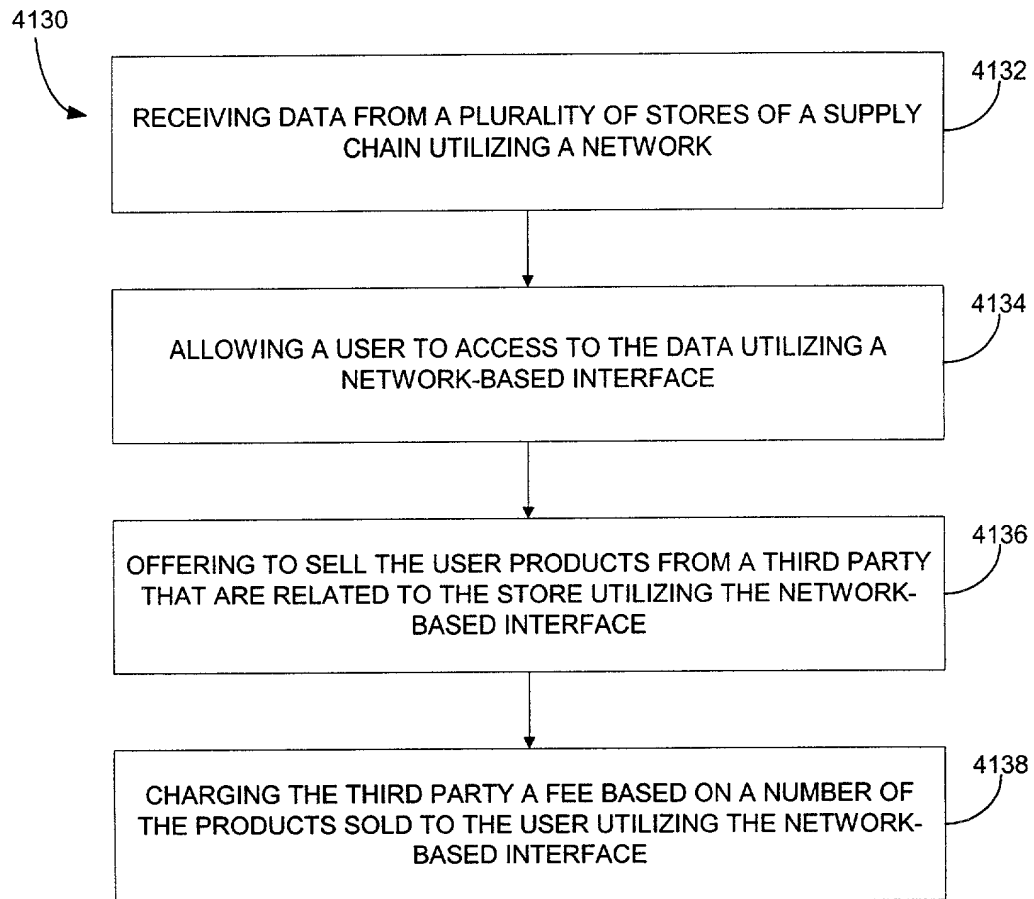 4130
4132
RECEIVING DATA FROM A PLURALITY OF STORES OF A SUPPLY
CHAIN UTILIZING A NETWORK
4134
ALLOWING A USER TO ACCESS TO THE DATA UTILIZING A
NETWORK-BASED INTERFACE
4136
OFFERING TO SELL THE USER PRODUCTS FROM A THIRD PARTY
THAT ARE RELATED TO THE STORE UTILIZING THE NETWORK-
BASED INTERFACE
4138
CHARGING THE THIRD PARTY A FEE BASED ON A NUMBER OF
THE PRODUCTS SOLD TO THE USER UTILIZING THE NETWORK-
BASED INTERFACE